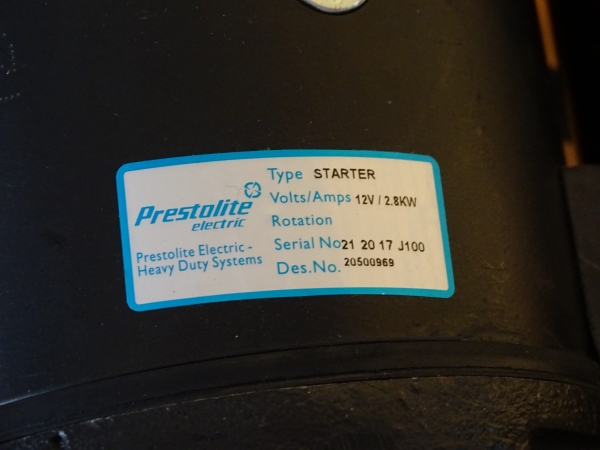 Prestolite
electric
Prestolite Electric -
Heavy Duty Systems
Type STARTER
Volts/Amps 12V / 2.8KW
Rotation
Serial No 21 20 17 J100
Des.No. 20500969